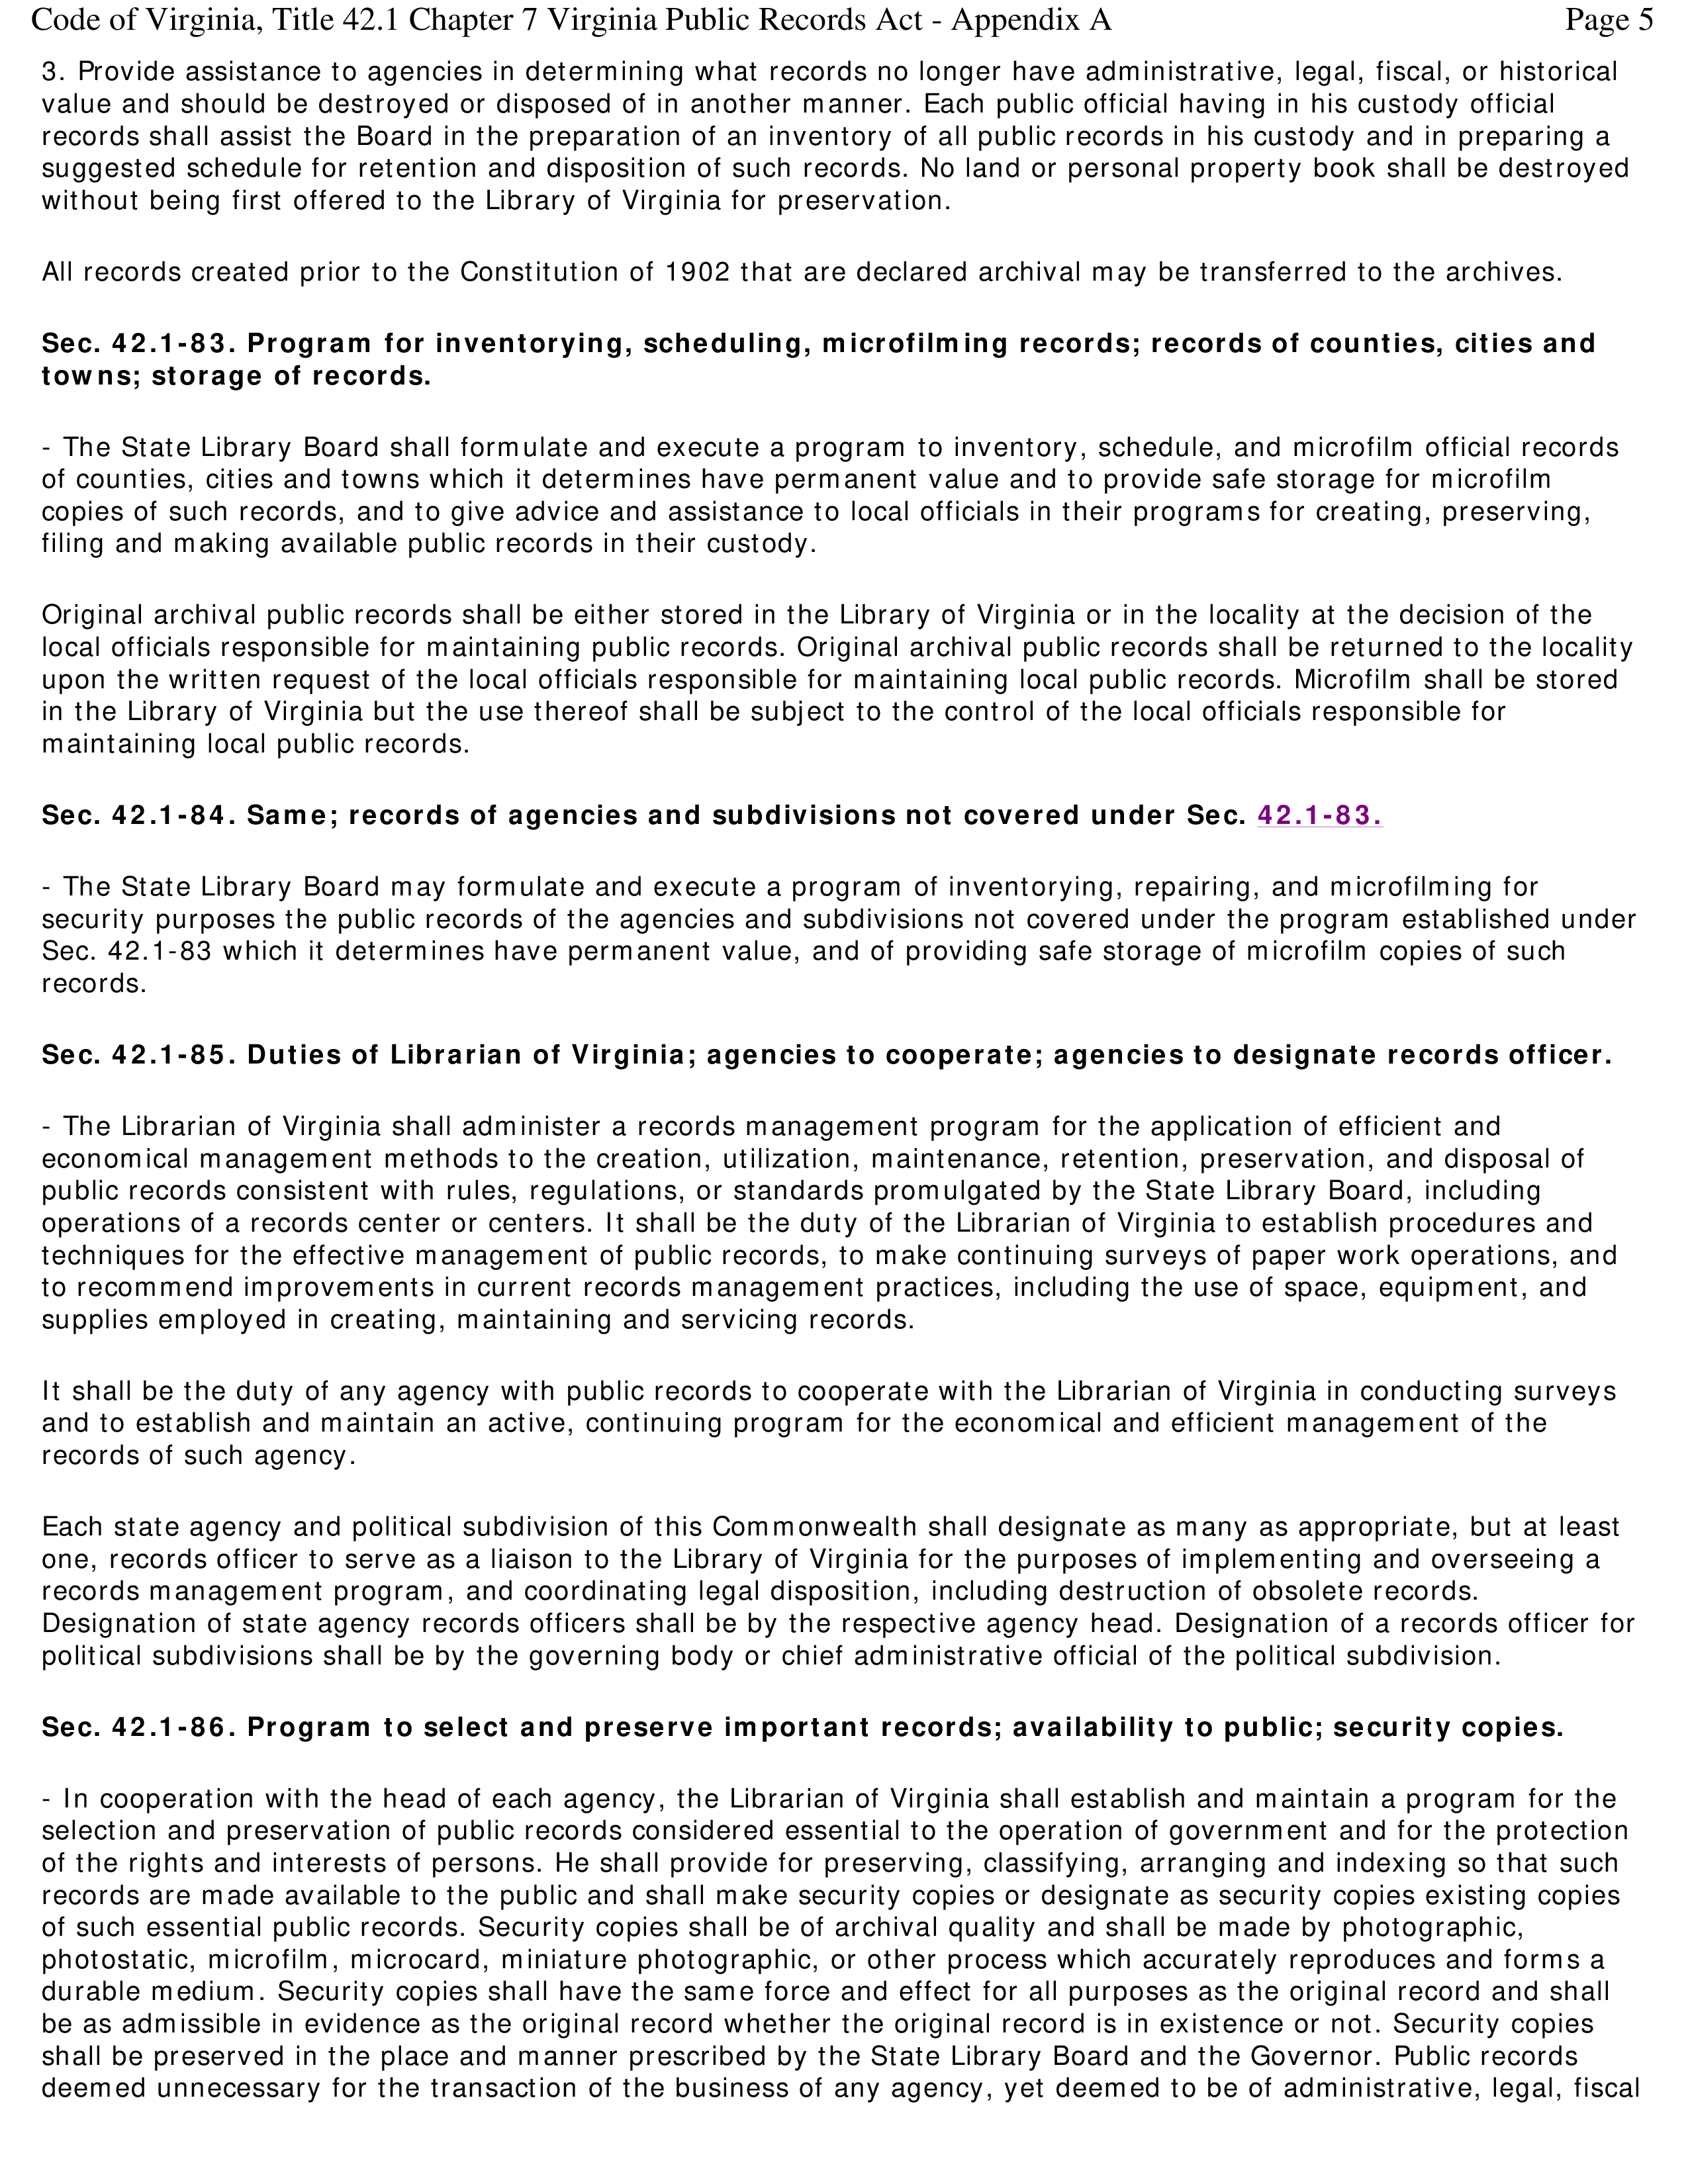 Code of Virginia, Title 42.1 Chapter 7 Virginia Public Records Act - Appendix A Page 5
3. Provide assistance to agencies in determining what records no longer have administrative, legal, fiscal, or historical
value and should be destroyed or disposed of in another manner. Each public official having in his custody official
records shall assist the Board in the preparation of an inventory of all public records in his custody and in preparing a
suggested schedule for retention and disposition of such records. No land or personal property book shall be destroyed
without being first offered to the Library of Virginia for preservation.
All records created prior to the Constitution of 1902 that are declared archival may be transferred to the archives.
Sec. 42.1-83. Program for inventorying, scheduling, microfilming records; records of counties, cities and
towns; storage of records.
- The State Library Board shall formulate and execute a program to inventory, schedule, and microfilm official records
of counties, cities and towns which it determines have permanent value and to provide safe storage for microfilm
copies of such records, and to give advice and assistance to local officials in their programs for creating, preserving,
filing and making available public records in their custody.
Original archival public records shall be either stored in the Library of Virginia or in the locality at the decision of the
local officials responsible for maintaining public records. Original archival public records shall be returned to the locality
upon the written request of the local officials responsible for maintaining local public records. Microfilm shall be stored
in the Library of Virginia but the use thereof shall be subject to the control of the local officials responsible for
maintaining local public records.
Sec. 42.1-84. Same; records of agencies and subdivisions not covered under Sec. 42.1-83.
- The State Library Board may formulate and execute a program of inventorying, repairing, and microfilming for
security purposes the public records of the agencies and subdivisions not covered under the program established under
Sec. 42.1-83 which it determines have permanent value, and of providing safe storage of microfilm copies of such
records.
Sec. 42.1-85. Duties of Librarian of Virginia; agencies to cooperate; agencies to designate records officer.
- The Librarian of Virginia shall administer a records management program for the application of efficient and
economical management methods to the creation, utilization, maintenance, retention, preservation, and disposal of
public records consistent with rules, regulations, or standards promulgated by the State Library Board, including
operations of a records center or centers. It shall be the duty of the Librarian of Virginia to establish procedures and
techniques for the effective management of public records, to make continuing surveys of paper work operations, and
to recommend improvements in current records management practices, including the use of space, equipment, and
supplies employed in creating, maintaining and servicing records.
It shall be the duty of any agency with public records to cooperate with the Librarian of Virginia in conducting surveys
and to establish and maintain an active, continuing program for the economical and efficient management of the
records of such agency.
Each state agency and political subdivision of this Commonwealth shall designate as many as appropriate, but at least
one, records officer to serve as a liaison to the Library of Virginia for the purposes of implementing and overseeing a
records management program, and coordinating legal disposition, including destruction of obsolete records.
Designation of state agency records officers shall be by the respective agency head. Designation of a records officer for
political subdivisions shall be by the governing body or chief administrative official of the political subdivision.
Sec. 42.1-86. Program to select and preserve important records; availability to public; security copies.
- In cooperation with the head of each agency, the Librarian of Virginia shall establish and maintain a program for the
selection and preservation of public records considered essential to the operation of government and for the protection
of the rights and interests of persons. He shall provide for preserving, classifying, arranging and indexing so that such
records are made available to the public and shall make security copies or designate as security copies existing copies
of such essential public records. Security copies shall be of archival quality and shall be made by photographic,
photostatic, microfilm, microcard, miniature photographic, or other process which accurately reproduces and forms a
durable medium. Security copies shall have the same force and effect for all purposes as the original record and shall
be as admissible in evidence as the original record whether the original record is in existence or not. Security copies
shall be preserved in the place and manner prescribed by the State Library Board and the Governor. Public records
deemed unnecessary for the transaction of the business of any agency, yet deemed to be of administrative, legal, fiscal